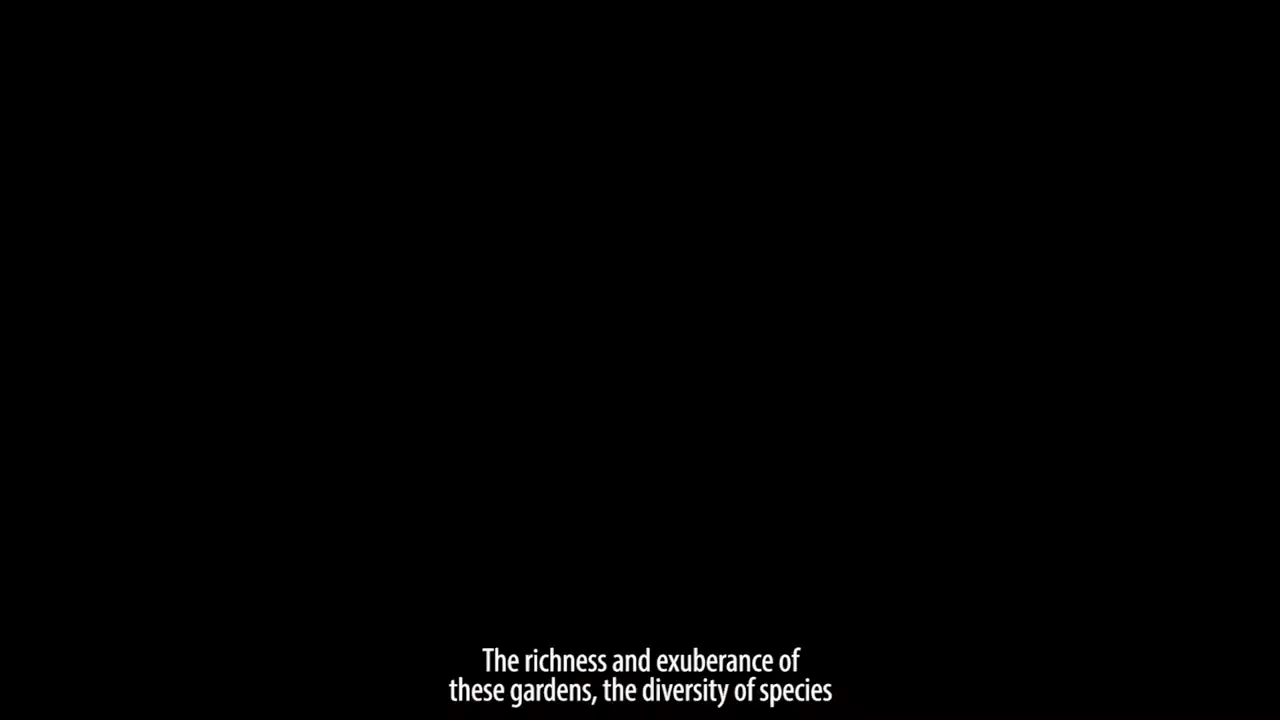 The richness and exuberance of
these gardens, the diversity of species